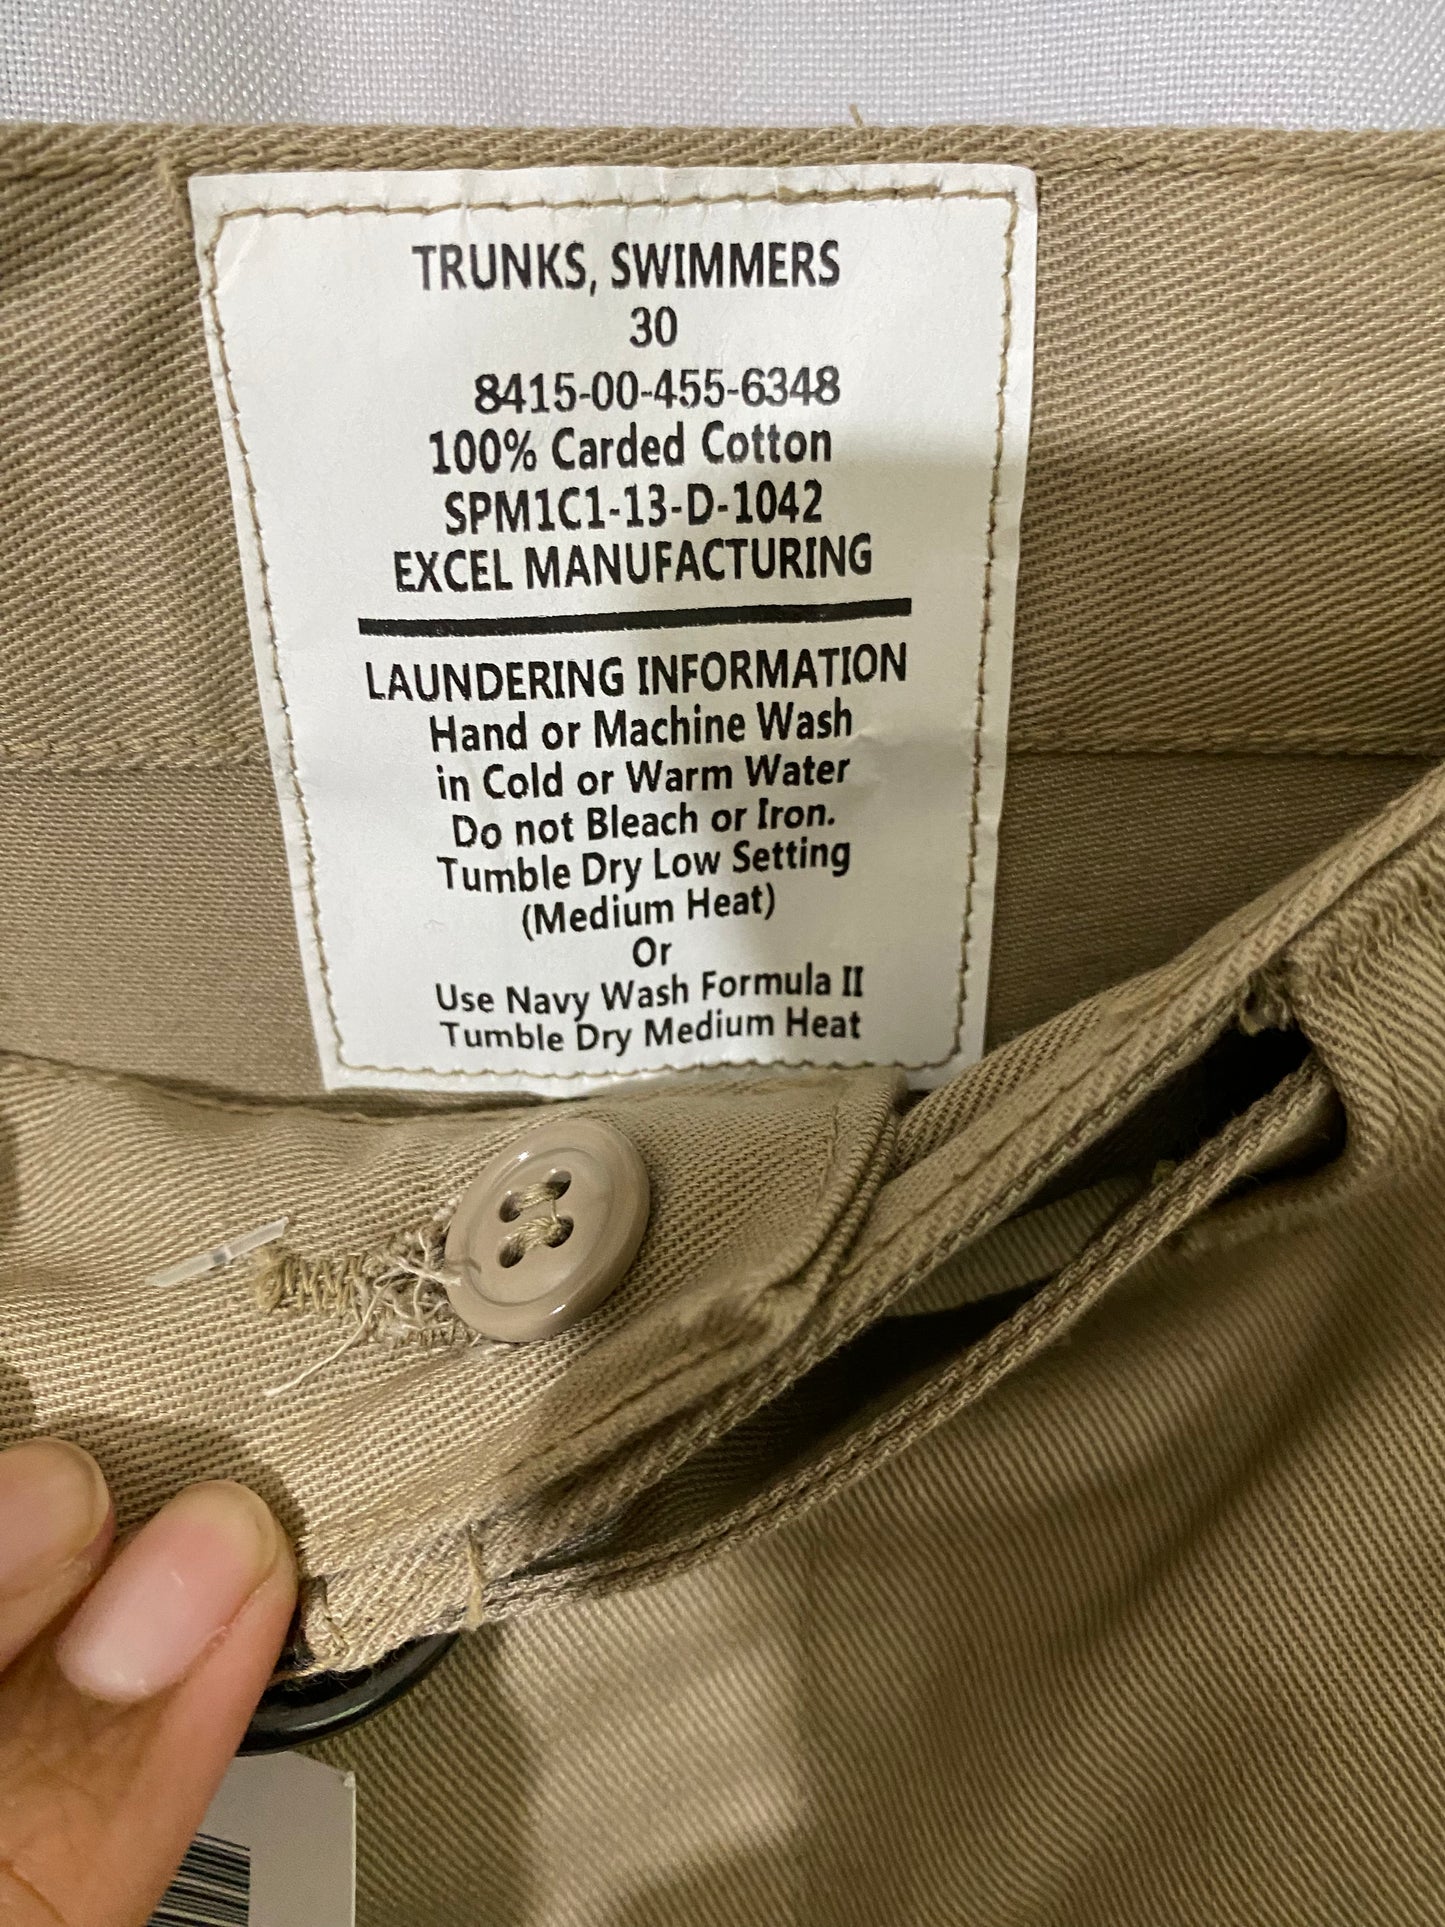 TRUNKS, SWIMMERS
30
8415-00-455-6348
100% Carded Cotton
SPM1C1-13-D-1042
EXCEL MANUFACTURING
LAUNDERING INFORMATION
Hand or Machine Wash
in Cold or Warm Water
Do not Bleach or Iron.
Tumble Dry Low Setting
(Medium Heat)
Or
Use Navy Wash Formula II
Tumble Dry Medium Heat